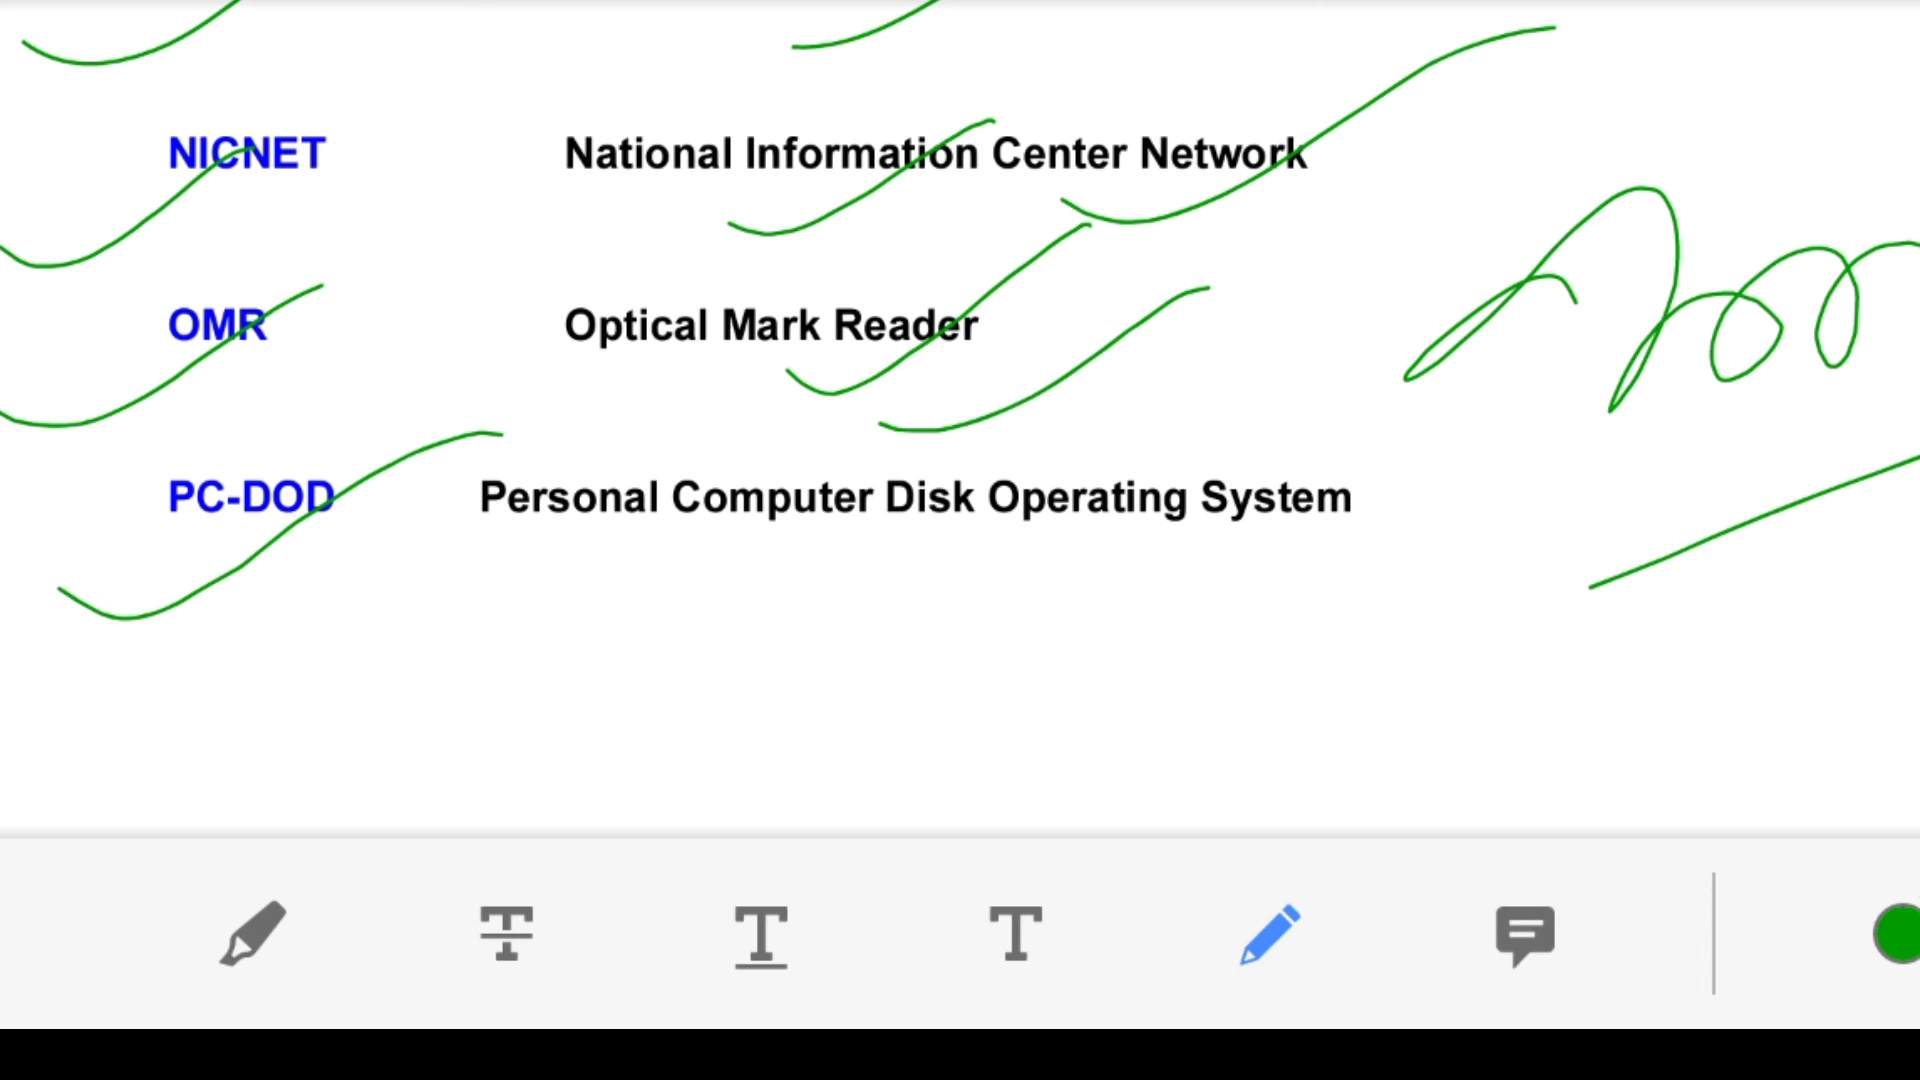 NICNET National Information Center Network
OMR Optical Mark Reader
PC-DOD Personal Computer Disk Operating System